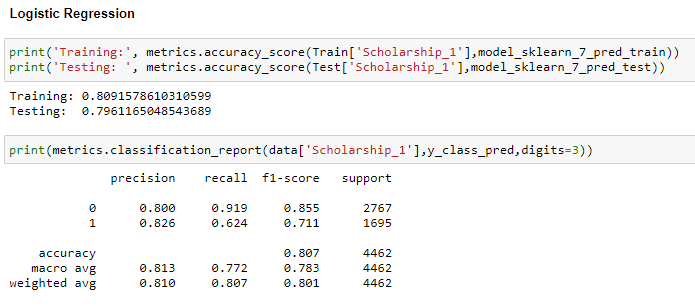 Logistic Regression
print('Training:', metrics.accuracy_score(Train['Scholarship_1'],model_sklearn_7_pred_train))
print('Testing: ', metrics.accuracy_score(Test['Scholarship_1'],model_sklearn_7_pred_test))
Training: 0.8091578610310599
Testing:  0.7961165048543689
print(metrics.classification_report(data['Scholarship_1'],y_class_pred,digits=3))
precision    recall  f1-score   support
0      0.800     0.919     0.855      2767
1      0.826     0.624     0.711      1695
accuracy                          0.807      4462
macro avg      0.813     0.772     0.783      4462
weighted avg      0.810     0.807     0.801      4462